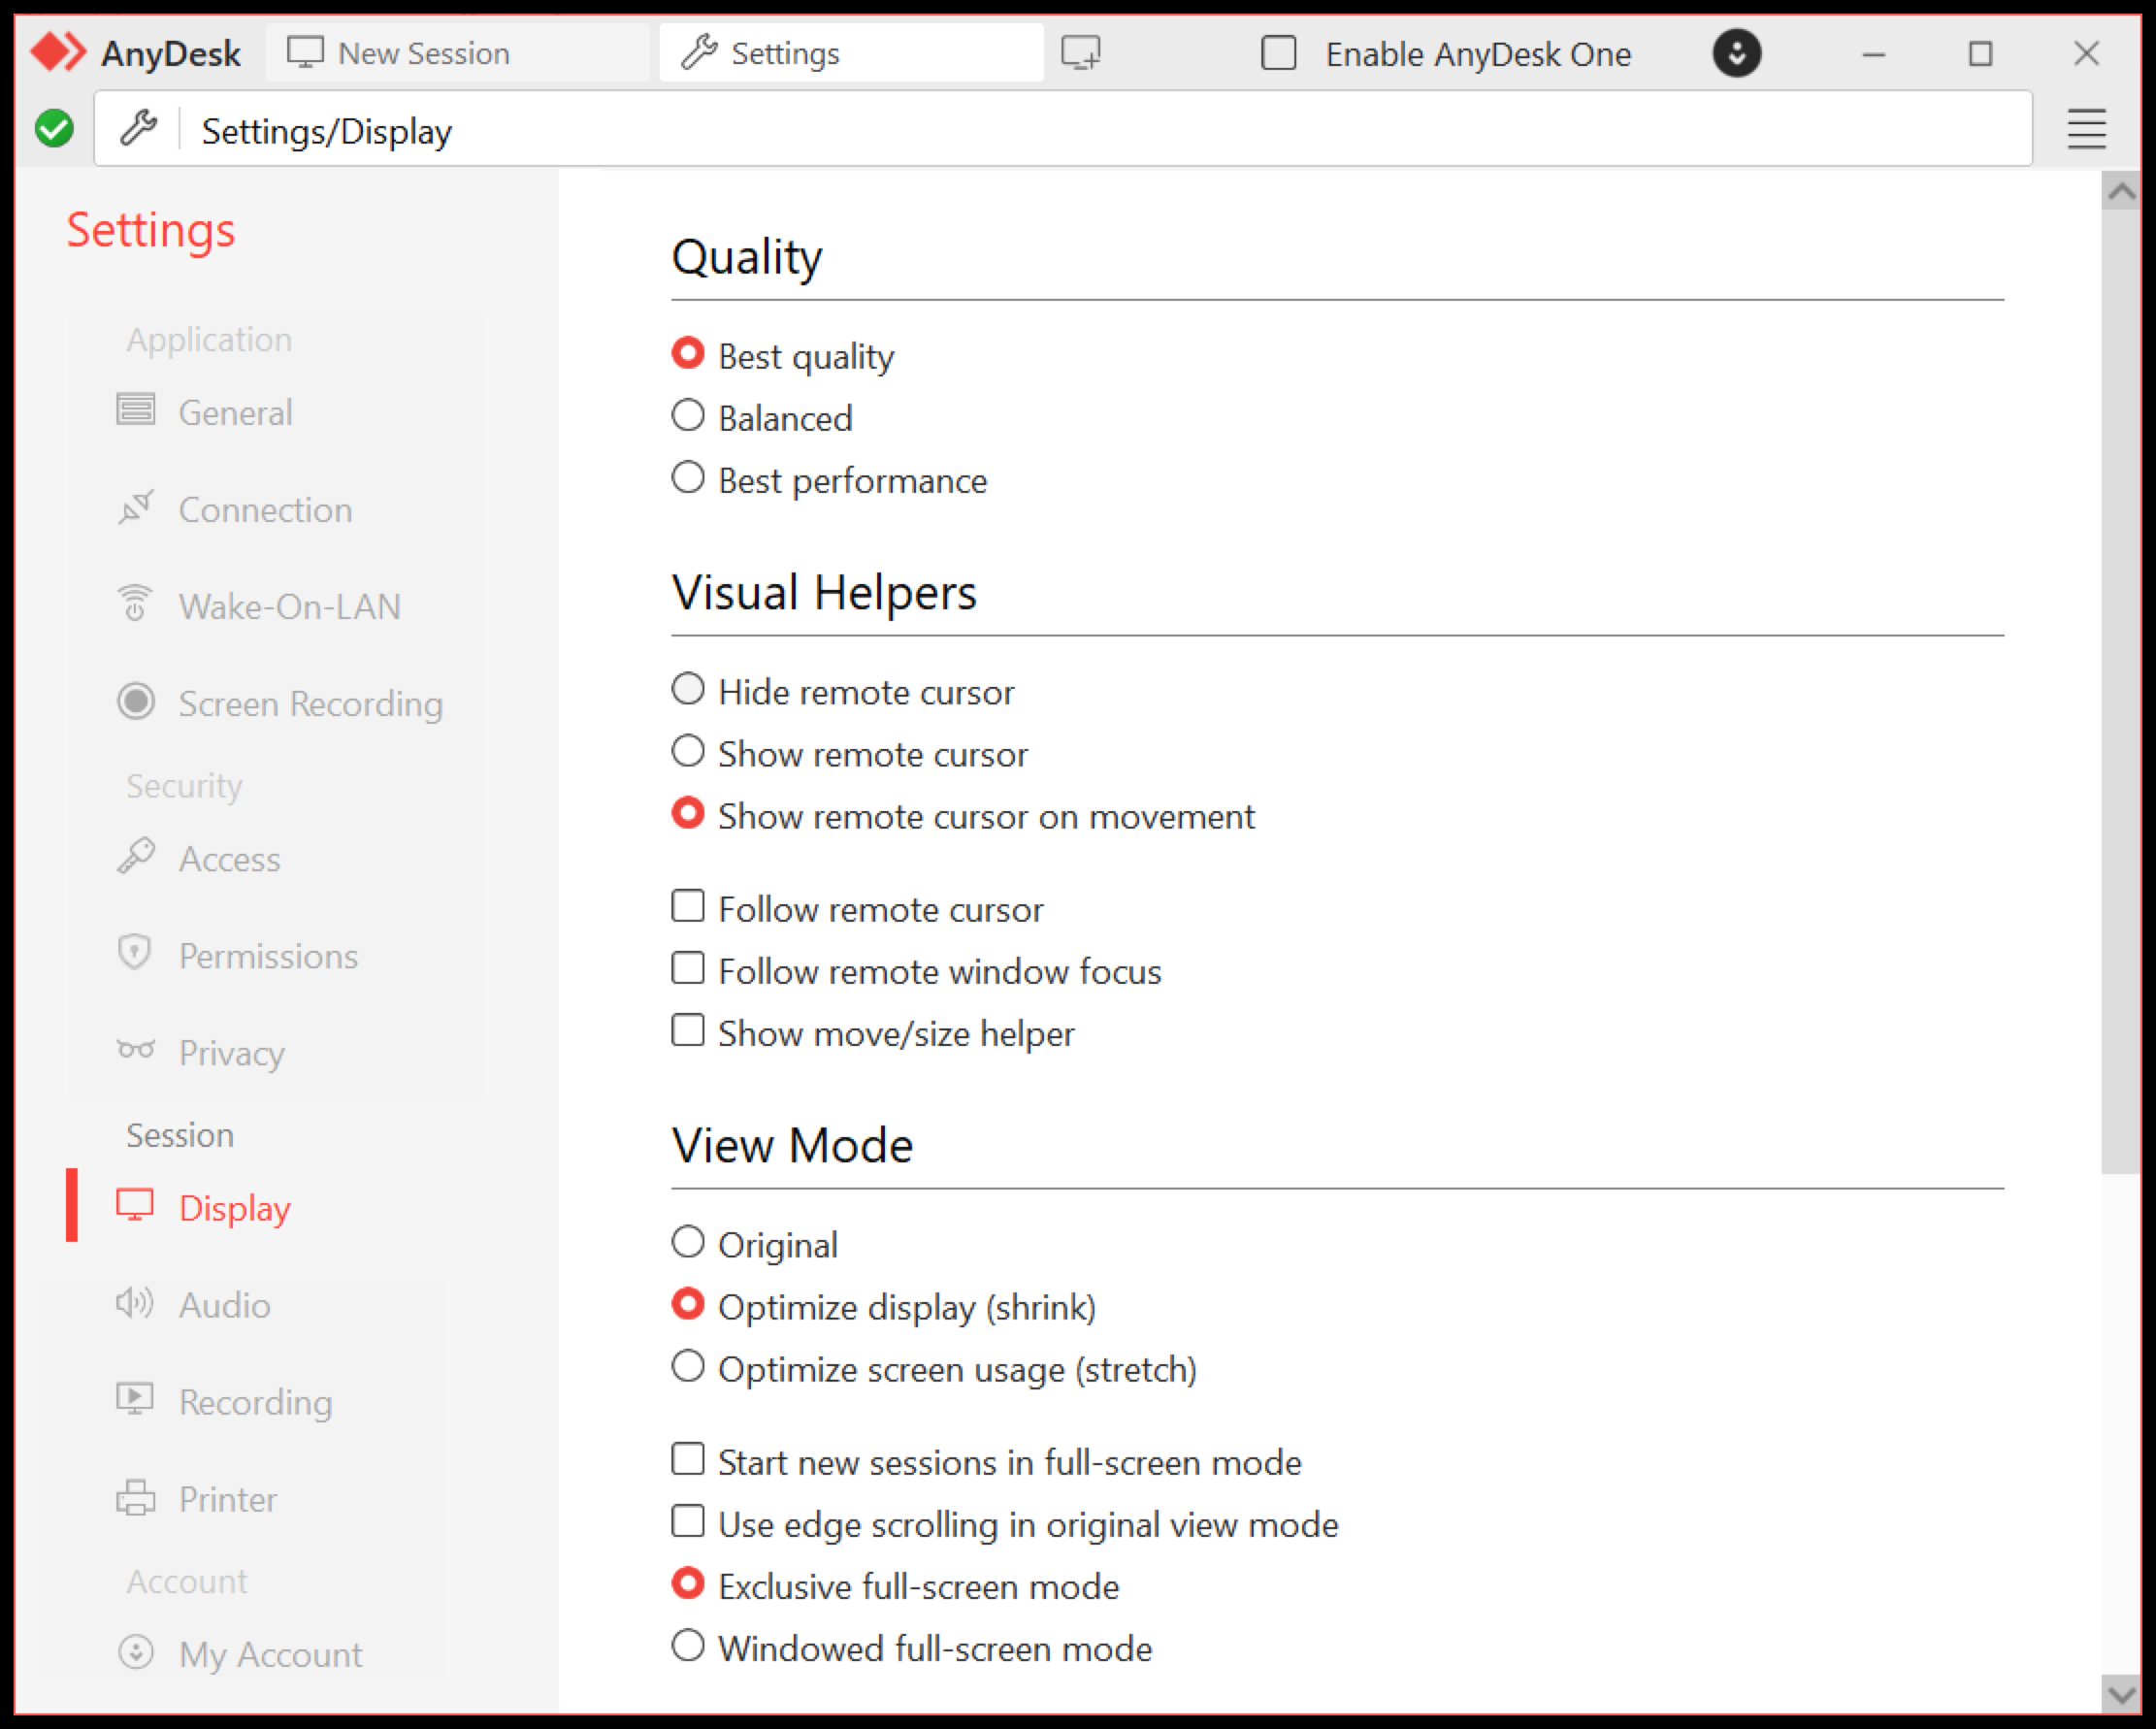 AnyDesk
New Session
Settings
Enable AnyDesk One
Settings/Display
Settings
Application
General
Connection
Wake-On-LAN
Screen Recording
Security
Access
Permissions
Privacy
Session
Display
Audio
Recording
Printer
Account
My Account
Quality
Best quality
Balanced
Best performance
Visual Helpers
Hide remote cursor
Show remote cursor
Show remote cursor on movement
Follow remote cursor
Follow remote window focus
Show move/size helper
View Mode
Original
Optimize display (shrink)
Optimize screen usage (stretch)
Start new sessions in full-screen mode
Use edge scrolling in original view mode
Exclusive full-screen mode
Windowed full-screen mode